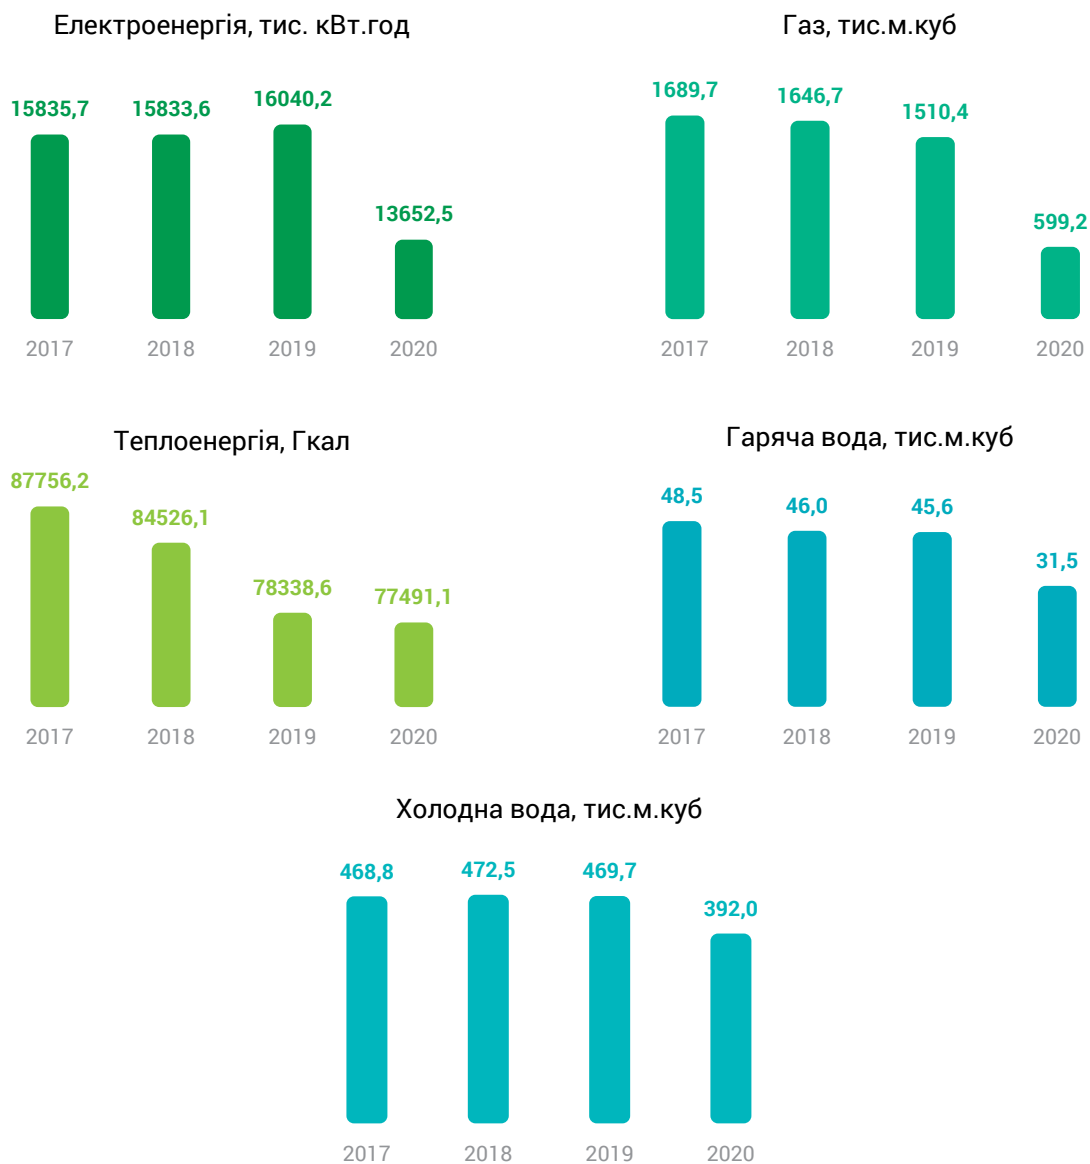 Електроенергія, тис. кВт.год
15835,7 15833,6 16040,2 13652,5
2017 2018 2019 2020
Газ, тис.м.куб
1689,7 1646,7 1510,4 599,2
2017 2018 2019 2020
Теплоенергія, Гкал
87756,2 84526,1 78338,6 77491,1
2017 2018 2019 2020
Гаряча вода, тис.м.куб
48,5 46,0 45,6 31,5
2017 2018 2019 2020
Холодна вода, тис.м.куб
468,8 472,5 469,7 392,0
2017 2018 2019 2020